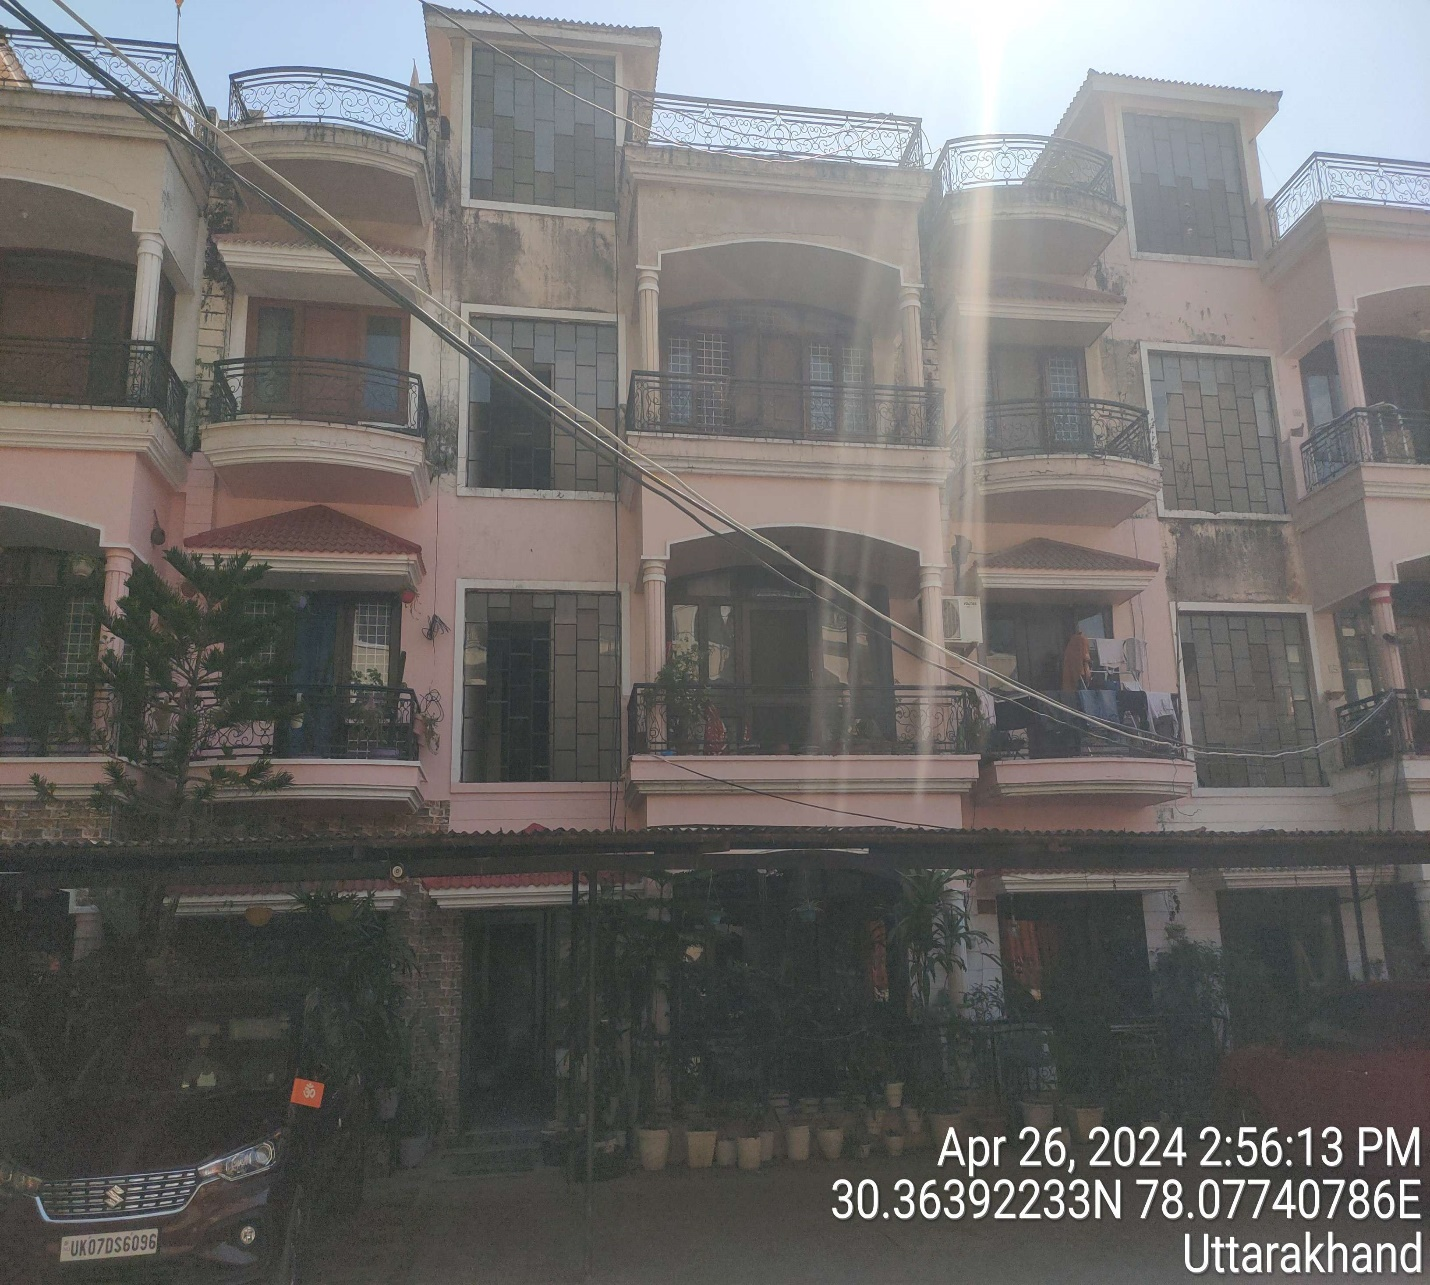 ॐ
UK07DS6096
Apr 26, 2024 2:56:13 PM
30.36392233N 78.07740786E
Uttarakhand